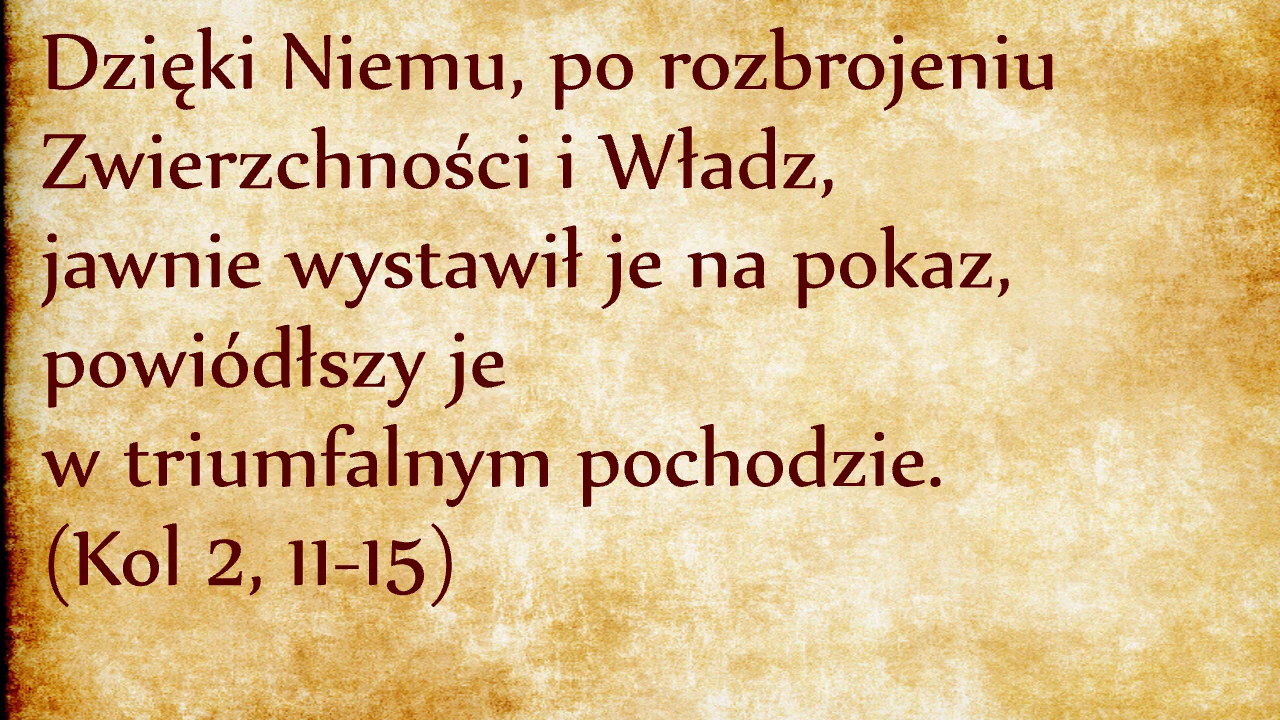 Dzięki Niemu, po rozbrojeniu
Zwierzchności i Władz,
jawnie wystawił je na pokaz,
powiódłszy je
w triumfalnym pochodzie.
(Kol 2, 11-15)